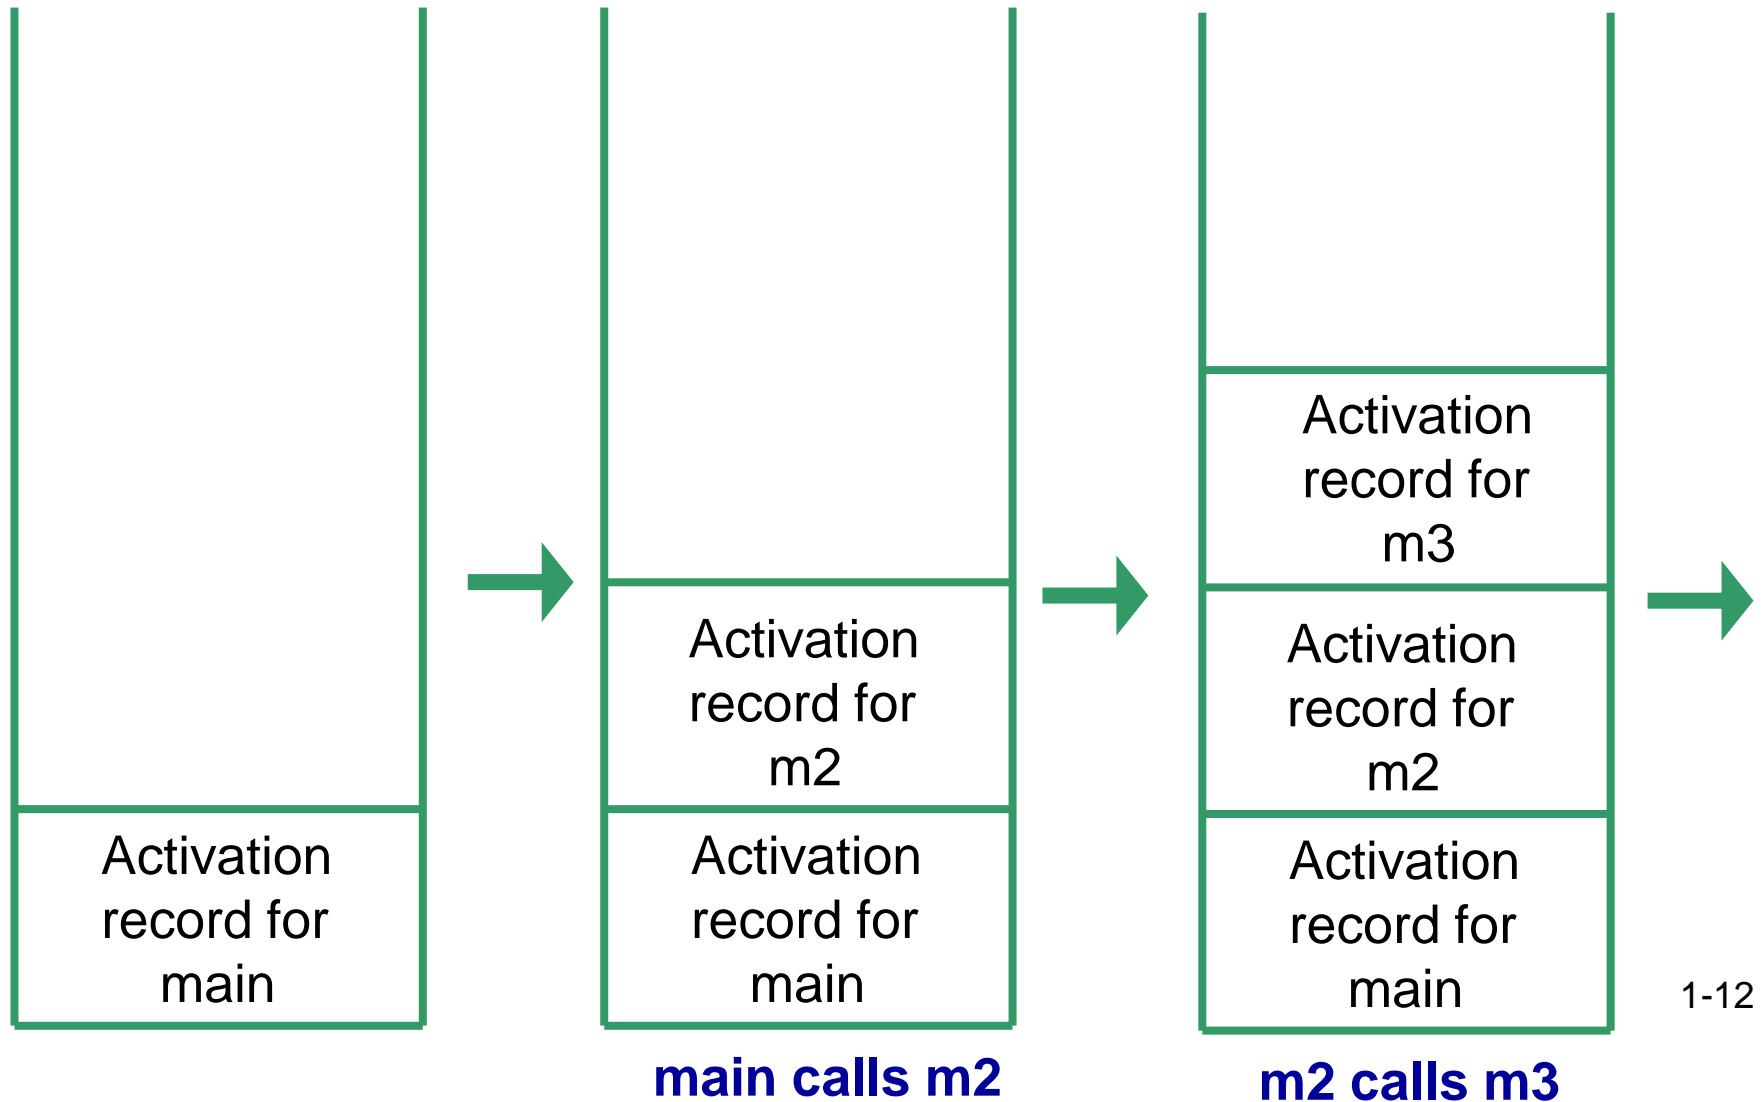 Activation
record for
main
Activation
record for
m2
Activation
record for
main
main calls m2
Activation
record for
m3
Activation
record for
m2
Activation
record for
main
m2 calls m3
1-12